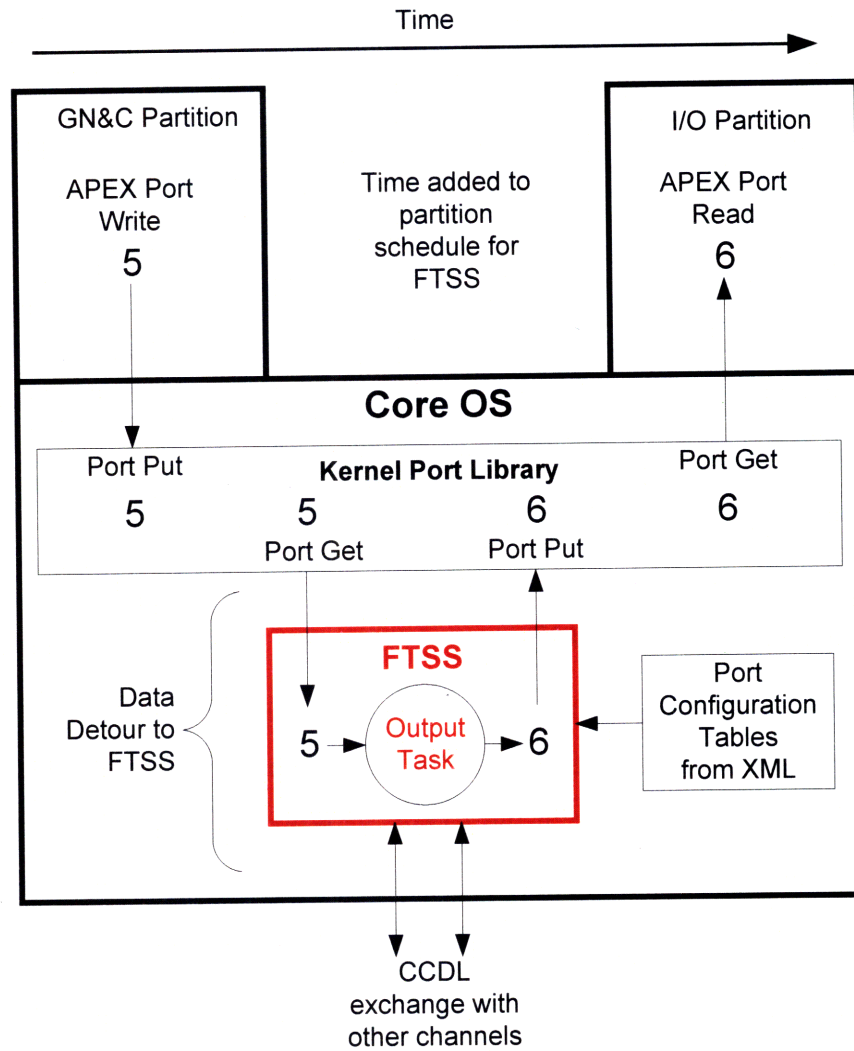 Time
GN&C Partition
I/O Partition
APEX Port
Write
5
Time added to
partition
schedule for
FTSS
APEX Port
Read
6
Core OS
Port Put
Kernel Port Library
Port Get
5
5
6
6
Port Get
Port Put
Data
Detour to
FTSS
FTSS
5
Output
Task
6
Port
Configuration
Tables
from XML
CCDL
exchange with
other channels